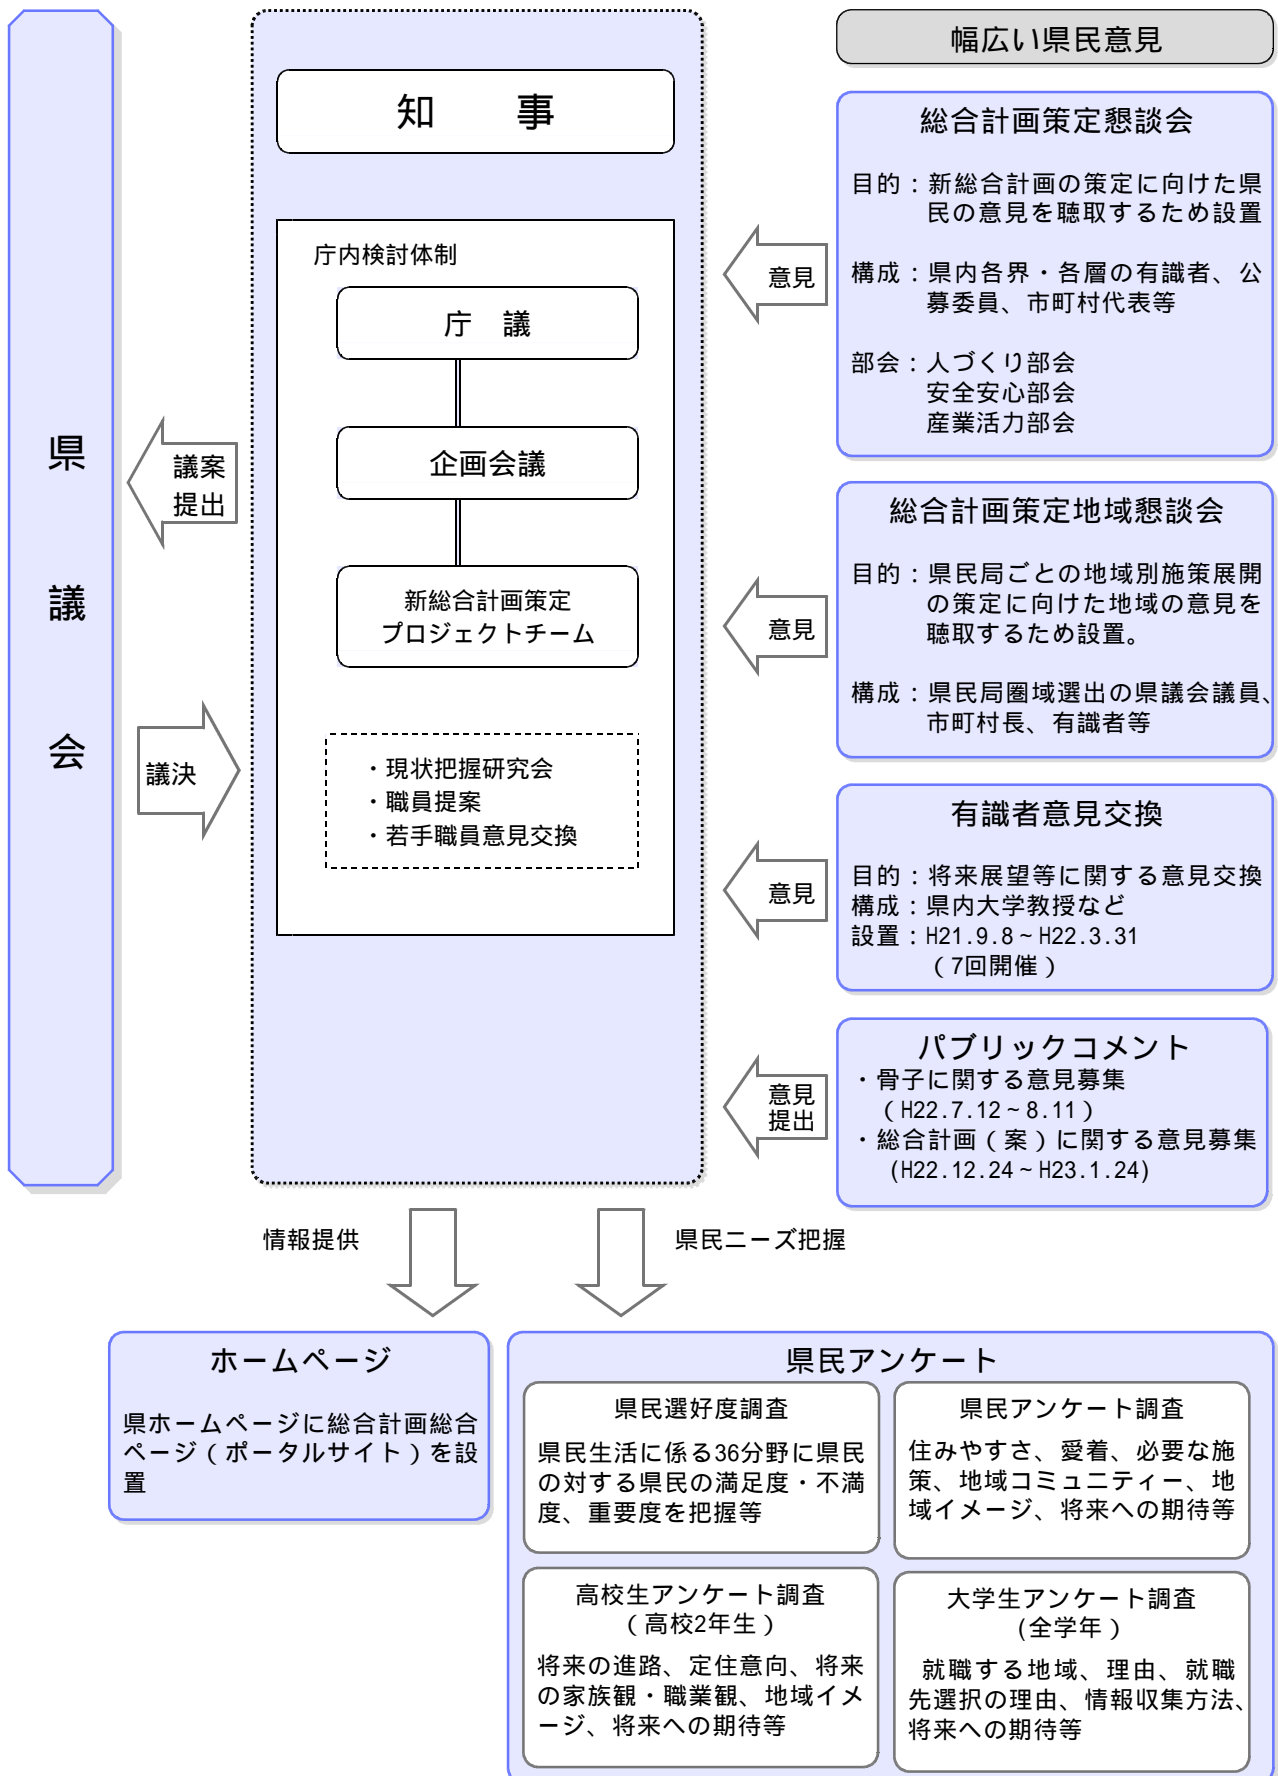 県議会
議案
提出
議決
知　事
庁内検討体制
庁　議
企画会議
新総合計画策定
プロジェクトチーム
・現状把握研究会
・職員提案
・若手職員意見交換
幅広い県民意見
総合計画策定懇談会
目的：新総合計画の策定に向けた県
民の意見を聴取するため設置
構成：県内各界・各層の有識者、公
募委員、市町村代表等
部会：人づくり部会
安全安心部会
産業活力部会
意見
総合計画策定地域懇談会
目的：県民局ごとの地域別施策展開
の策定に向けた地域の意見を
聴取するため設置。
構成：県民局圏域選出の県議会議員、
市町村長、有識者等
意見
有識者意見交換
目的：将来展望等に関する意見交換
構成：県内大学教授など
設置：H21.9.8～H22.3.31
（7回開催）
意見
パブリックコメント
・骨子に関する意見募集
（H22.7.12～8.11）
・総合計画（案）に関する意見募集
(H22.12.24～H23.1.24)
意見
提出
情報提供
県民ニーズ把握
ホームページ
県ホームページに総合計画総合
ページ（ポータルサイト）を設
置
県民アンケート
県民選好度調査
県民生活に係る36分野に県民
の対する県民の満足度・不満
度、重要度を把握等
県民アンケート調査
住みやすさ、愛着、必要な施
策、地域コミュニティー、地
域イメージ、将来への期待等
高校生アンケート調査
（高校2年生）
将来の進路、定住意向、将来
の家族観・職業観、地域イメ
ージ、将来への期待等
大学生アンケート調査
(全学年）
就職する地域、理由、就職
先選択の理由、情報収集方法、
将来への期待等